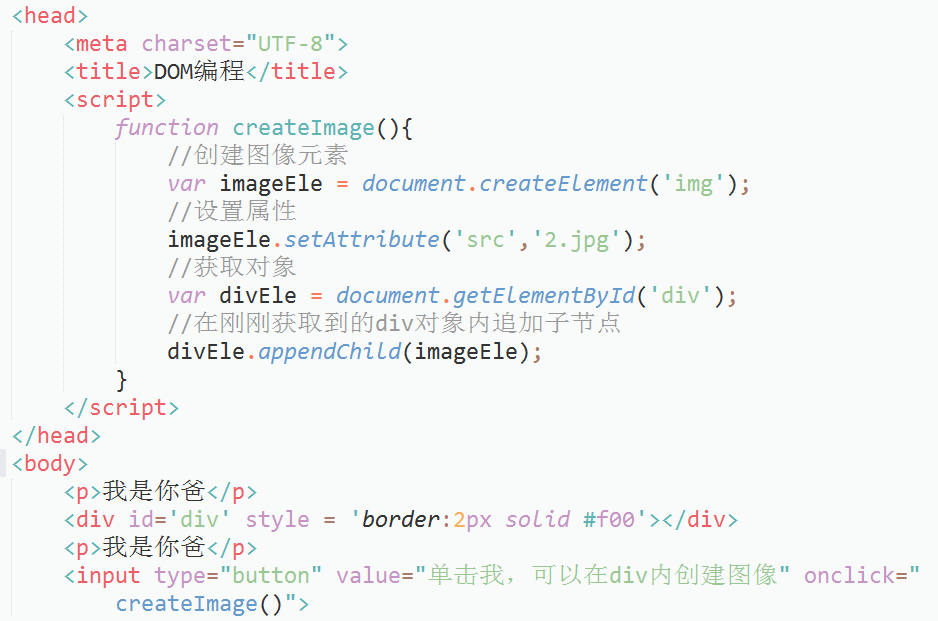 <head>
<meta charset="UTF-8">
<title>DOM编程</title>
<script>
function createImage(){
//创建图像元素
var imageEle = document.createElement('img');
//设置属性
imageEle.setAttribute('src','2.jpg');
//获取对象
var divEle = document.getElementById('div');
//在刚刚获取到的div对象内追加子节点
divEle.appendChild(imageEle);
}
</script>
</head>
<body>
<p>我是你爸</p>
<div id='div' style = 'border:2px solid #f00'></div>
<p>我是你爸</p>
<input type="button" value="单击我，可以在div内创建图像" onclick="
createImage()">